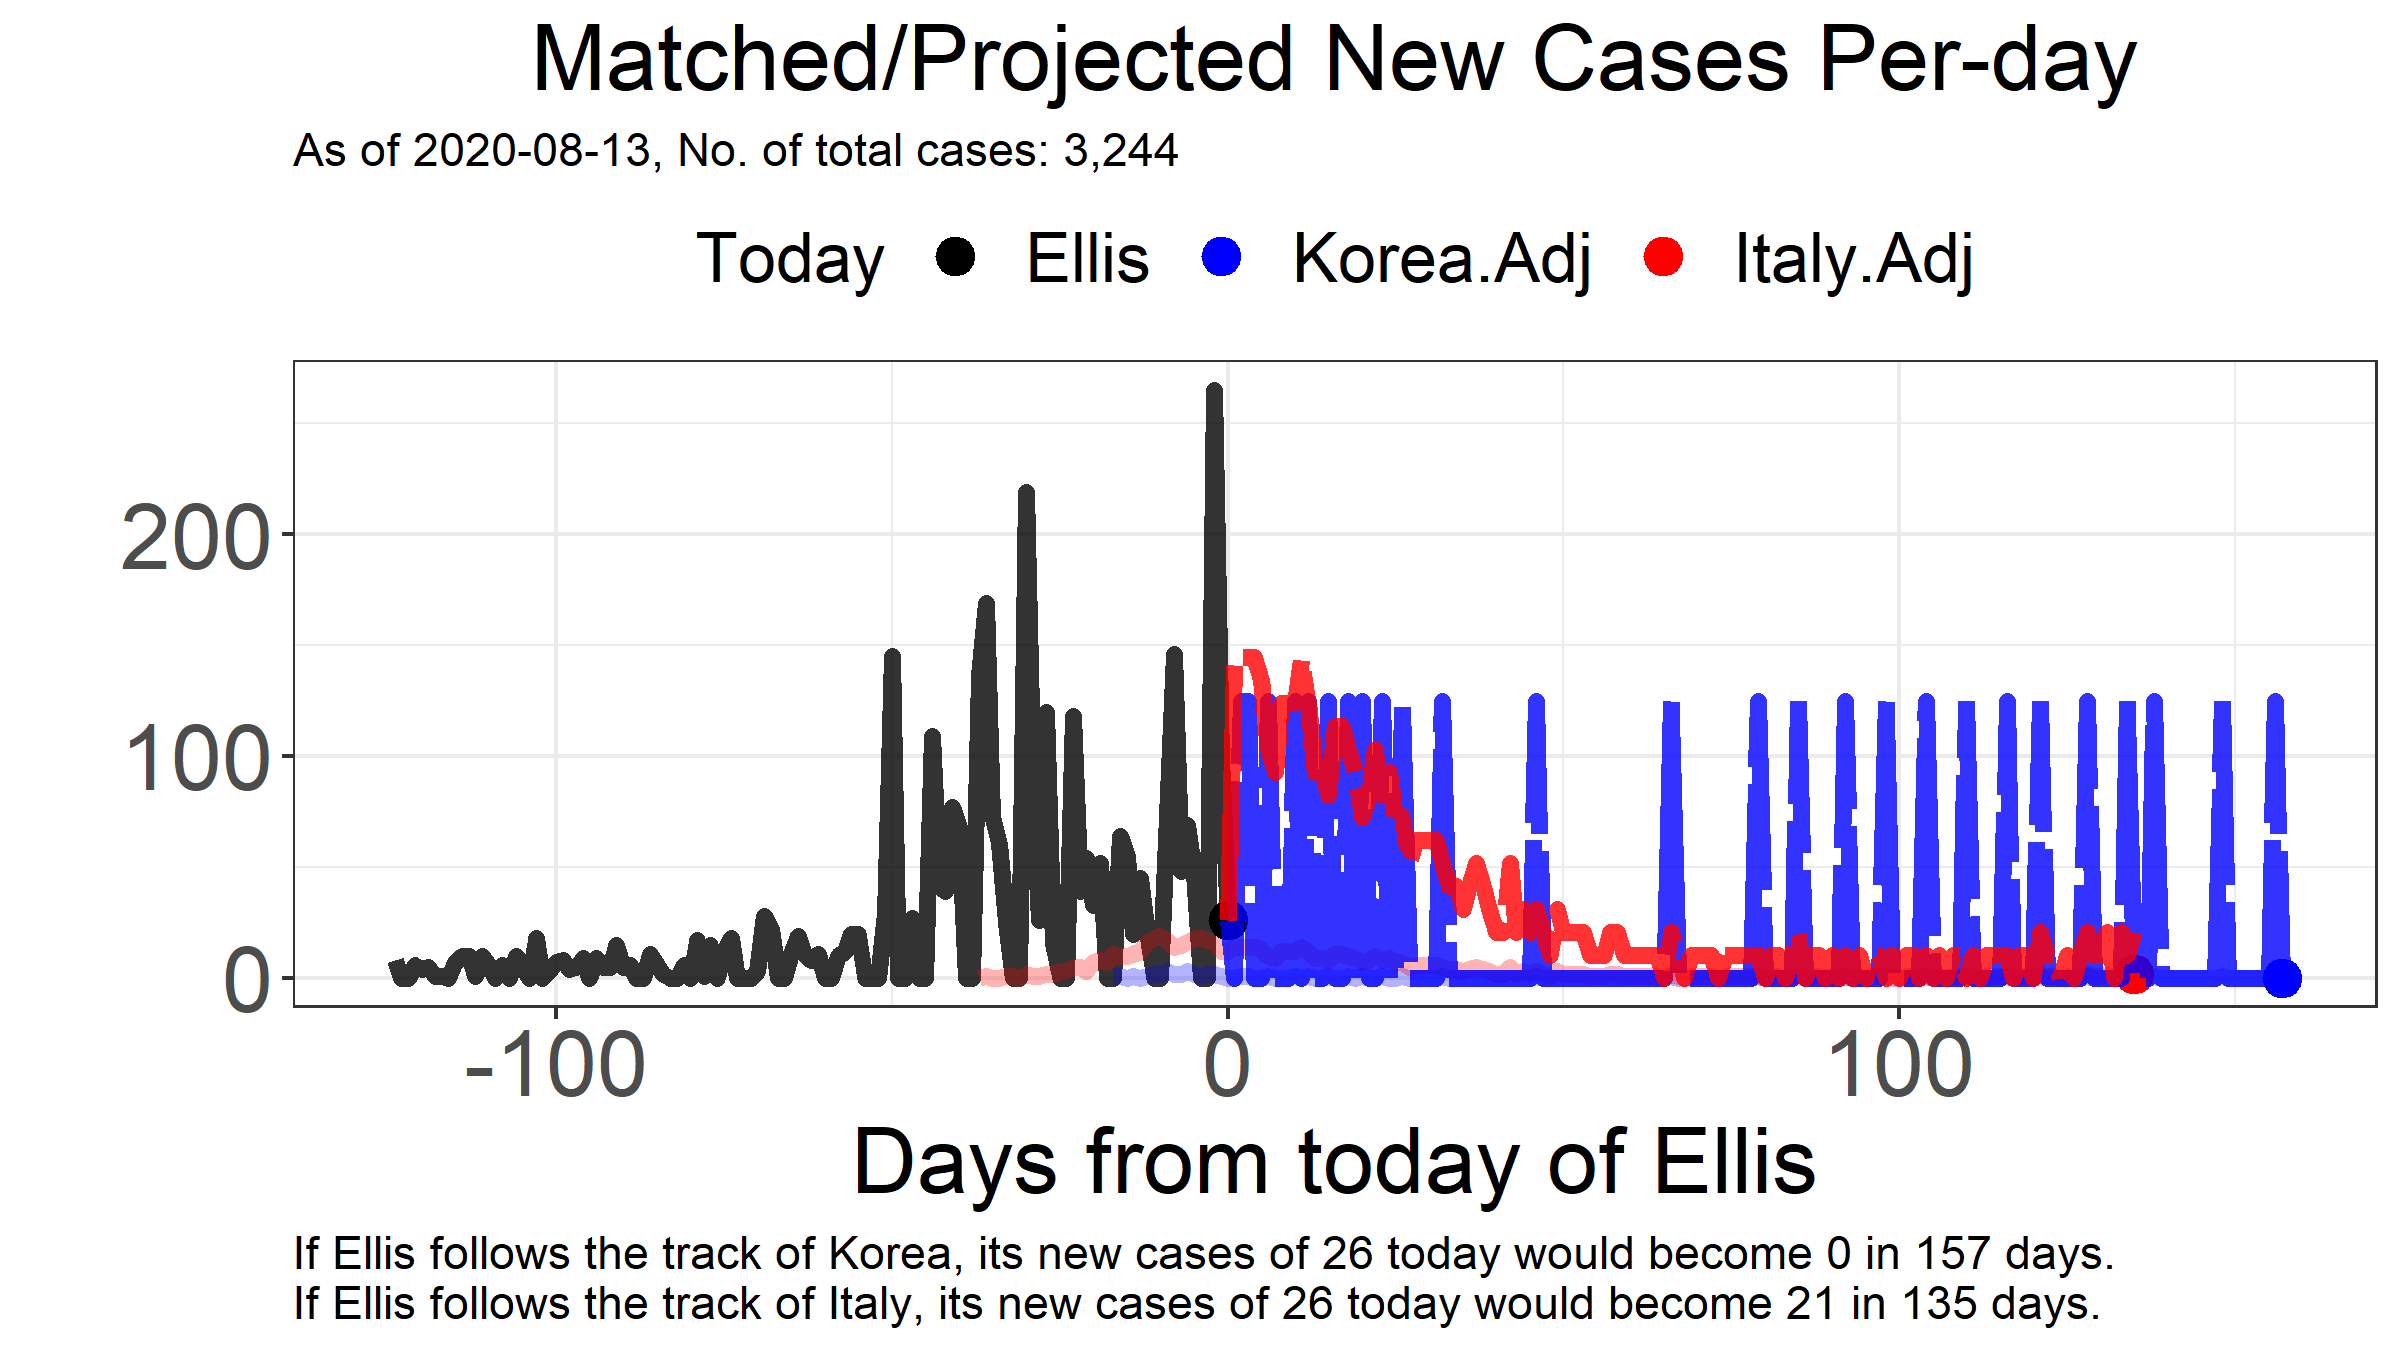 Matched/Projected New Cases Per-day
As of 2020-08-13, No. of total cases: 3,244
Today Ellis Korea.Adj Italy.Adj
200
100
0
-100 0 100
Days from today of Ellis
If Ellis follows the track of Korea, its new cases of 26 today would become 0 in 157 days.
If Ellis follows the track of Italy, its new cases of 26 today would become 21 in 135 days.